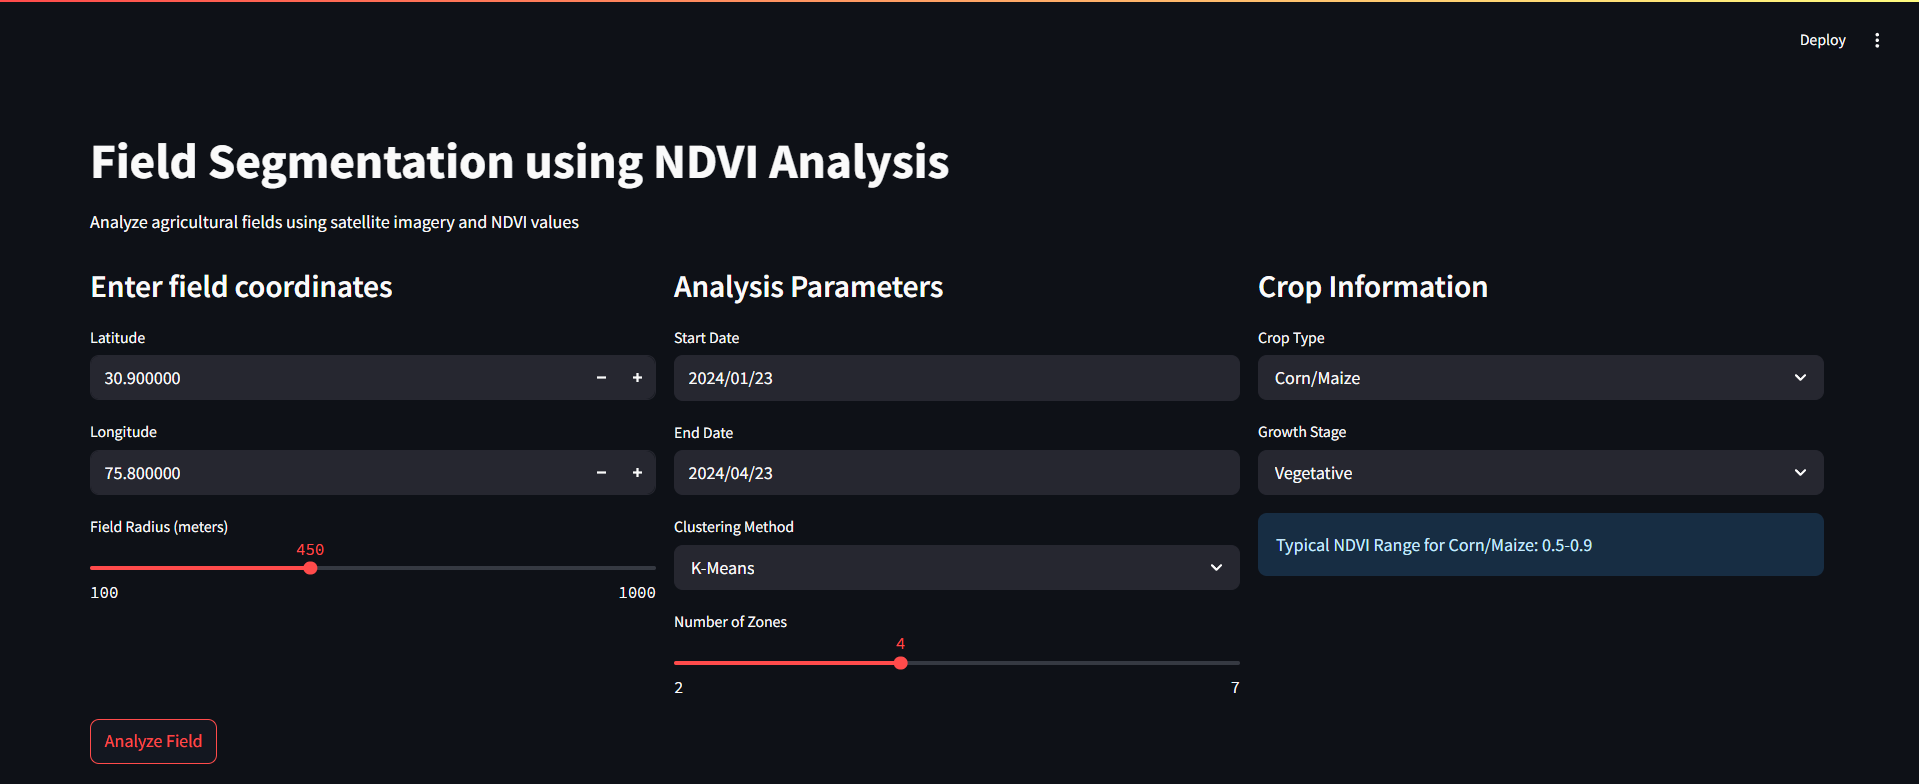 Deploy
Field Segmentation using NDVI Analysis
Analyze agricultural fields using satellite imagery and NDVI values
Enter field coordinates
Latitude
30.900000
Longitude
75.800000
Field Radius (meters)
450
100 1000
Analysis Parameters
Start Date
2024/01/23
End Date
2024/04/23
Clustering Method
K-Means
Number of Zones
4
2 7
Crop Information
Crop Type
Corn/Maize
Growth Stage
Vegetative
Typical NDVI Range for Corn/Maize: 0.5-0.9
Analyze Field